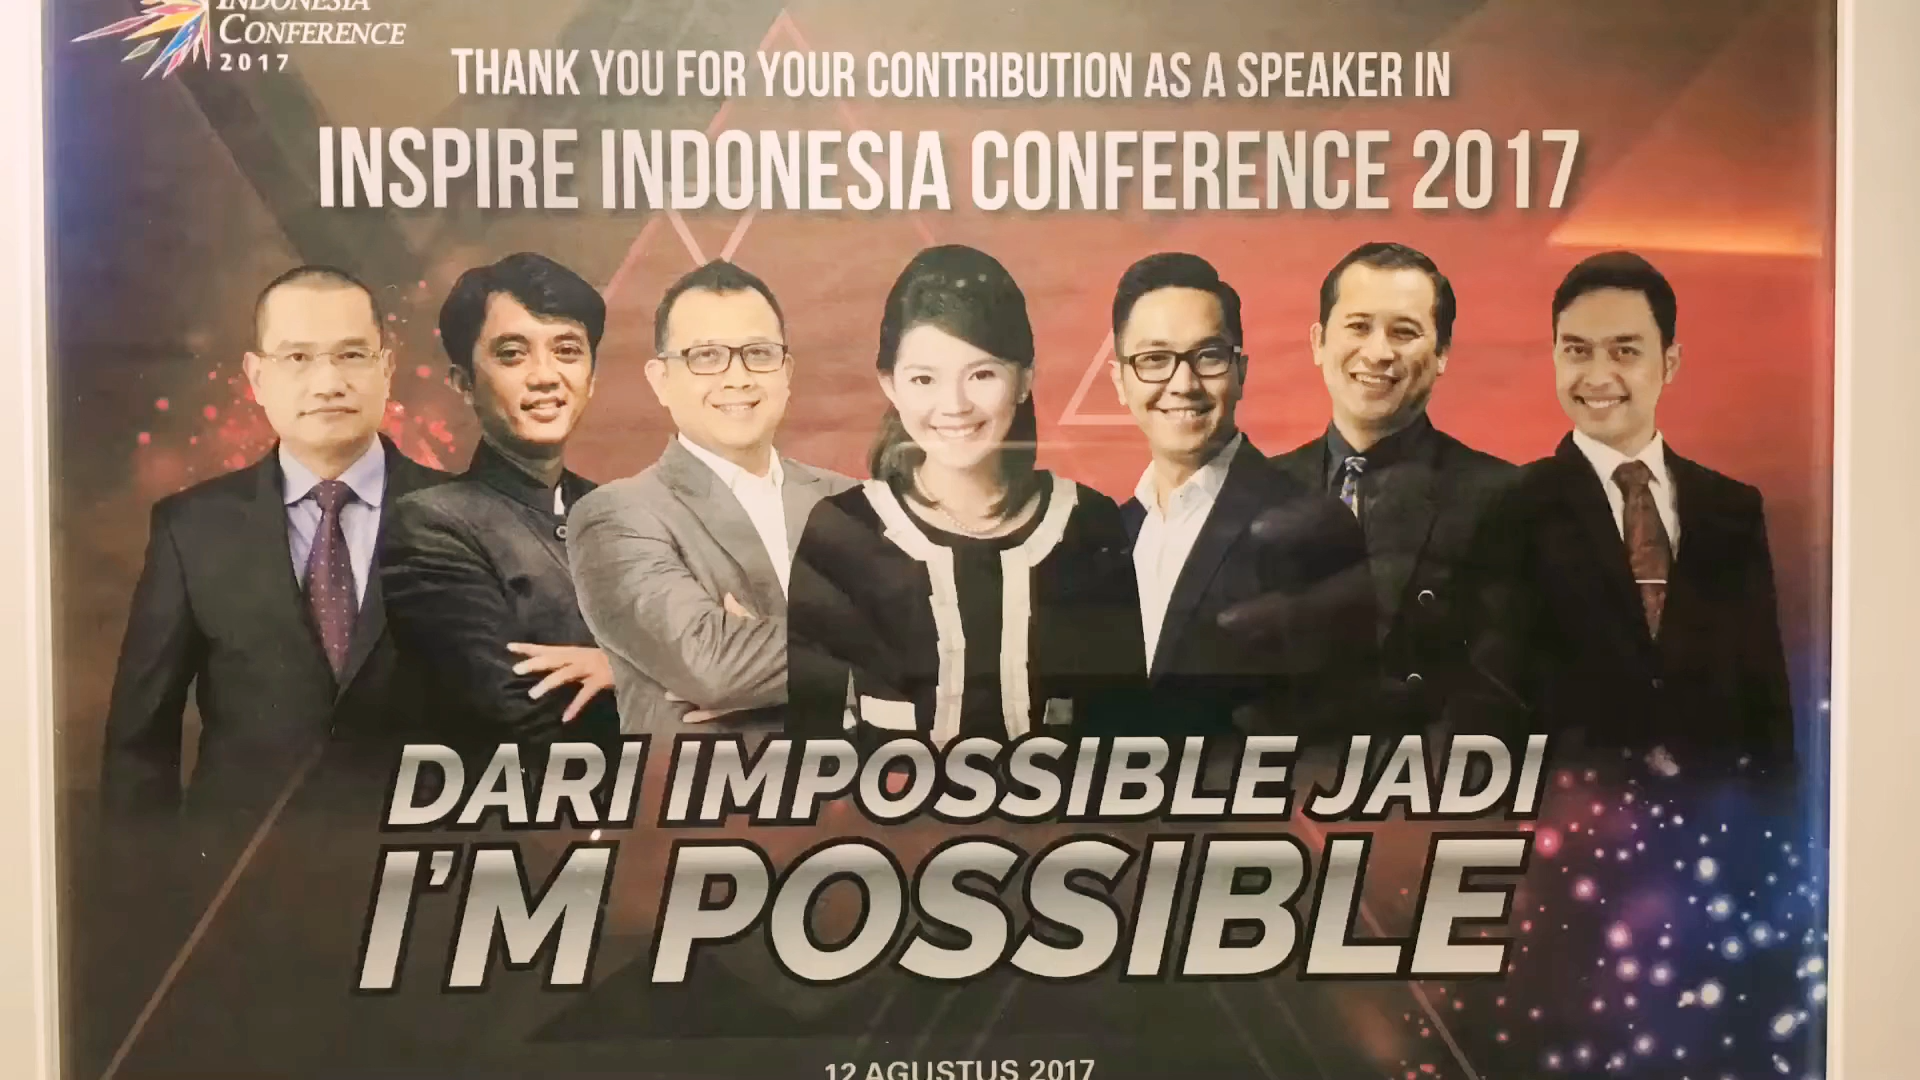 INDONESIA
CONFERENCE
2017
THANK YOU FOR YOUR CONTRIBUTION AS A SPEAKER IN
INSPIRE INDONESIA CONFERENCE 2017
DARI IMPOSSIBLE JADI
I'M POSSIBLE
12 AGUSTUS 2017